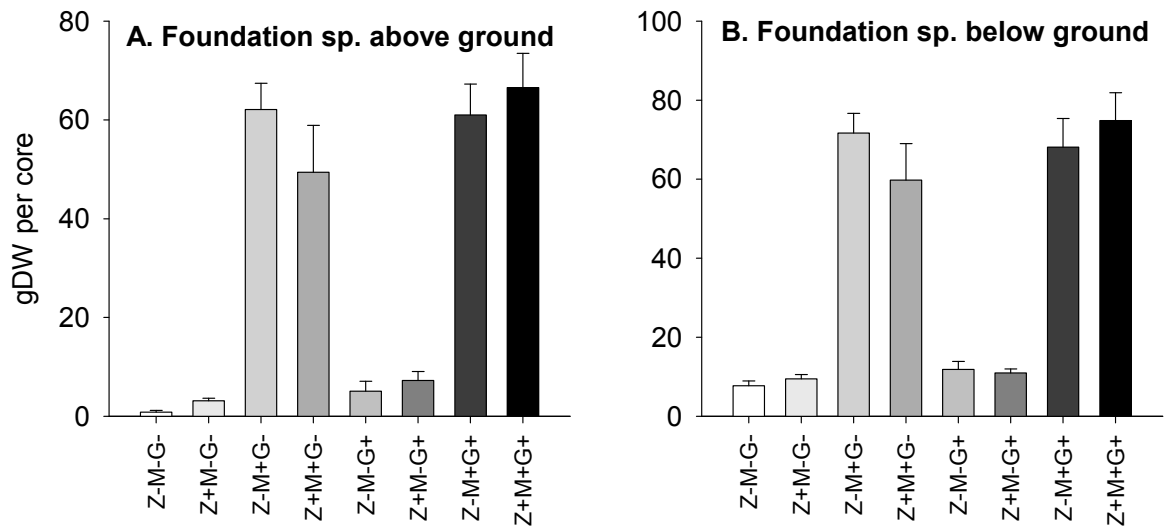 A. Foundation sp. above ground
gDW per core
80
60
40
20
0
Z-M-G-
Z+M-G-
Z-M+G-
Z+M+G-
Z-M-G+
Z+M-G+
Z-M+G+
Z+M+G+
B. Foundation sp. below ground
100
80
60
40
20
0
Z-M-G-
Z+M-G-
Z-M+G-
Z+M+G-
Z-M-G+
Z+M-G+
Z-M+G+
Z+M+G+